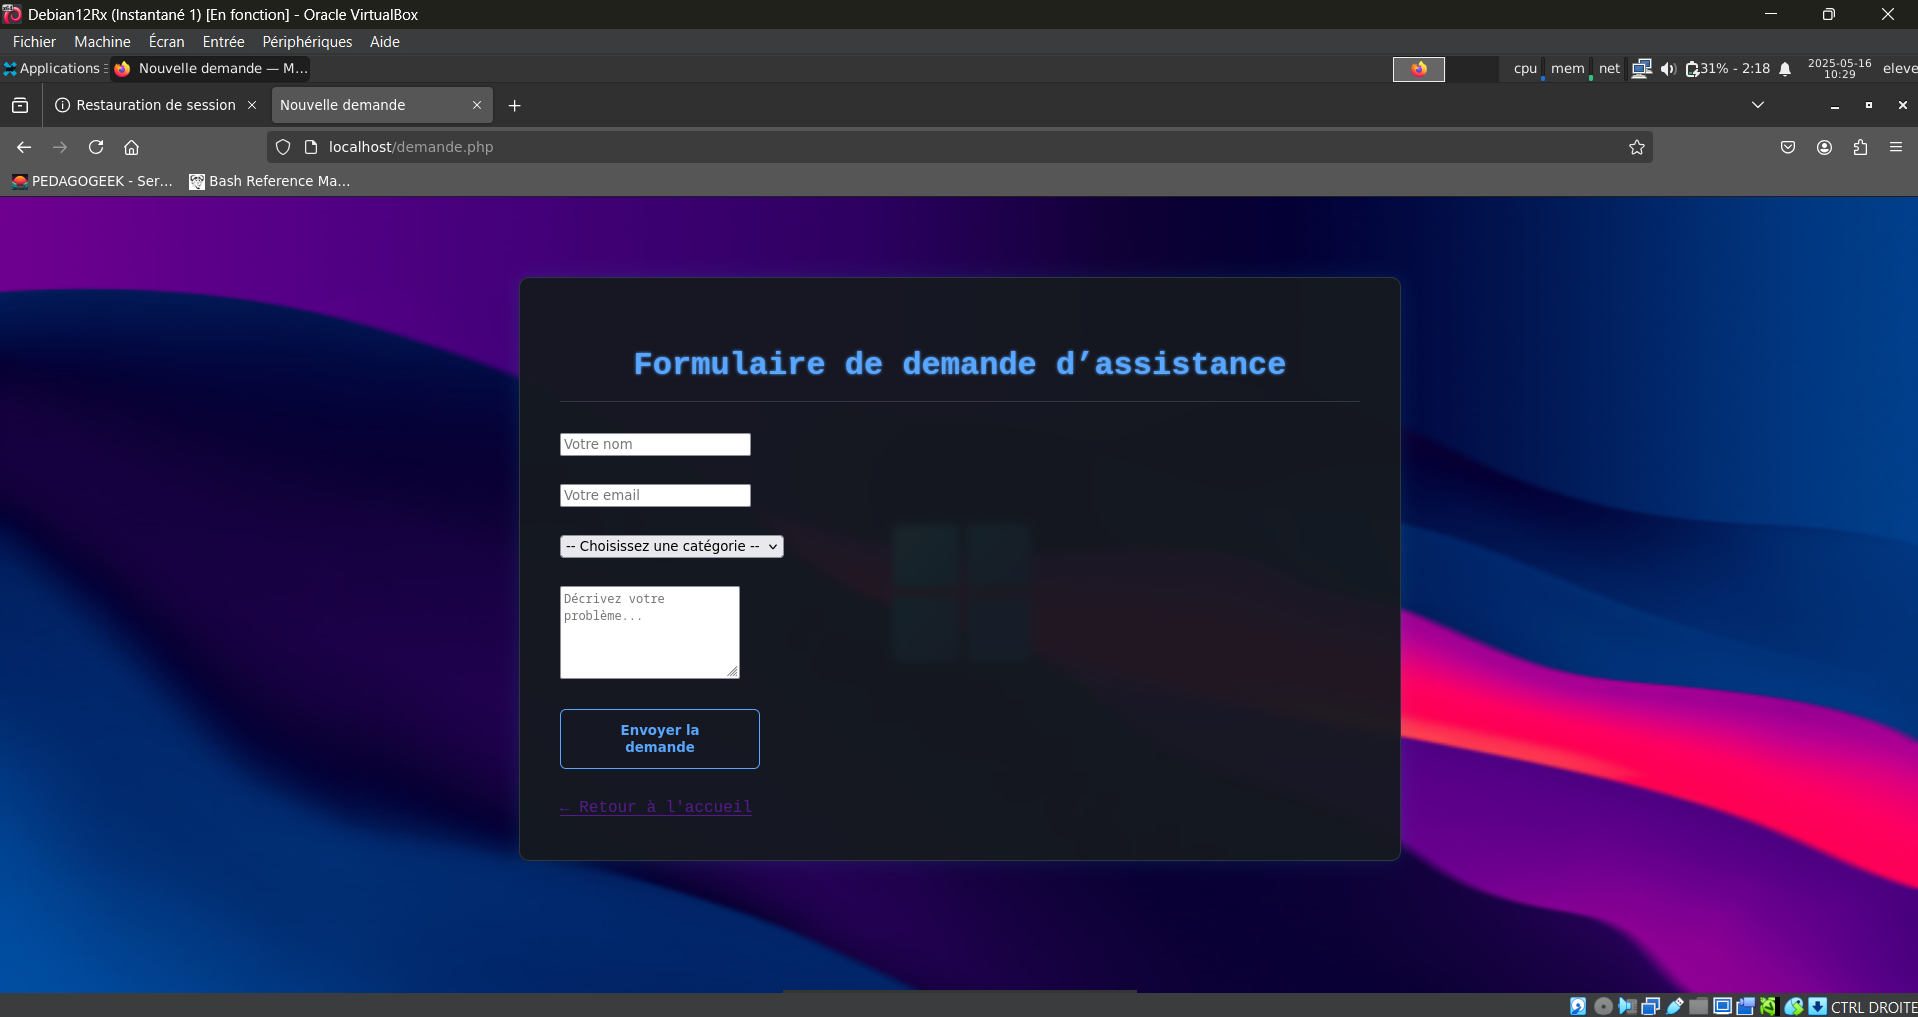 Debian12Rx (Instantané 1) [En fonction] - Oracle VirtualBox
Fichier Machine Écran Entrée Périphériques Aide
Applications Nouvelle demande — M... cpu mem net 31% - 2:18 2025-05-16 10:29 eleve
Restauration de session Nouvelle demande
localhost/demande.php
PEDAGOGEEK - Ser... Bash Reference Ma...
Formulaire de demande d’assistance
Votre nom
Votre email
-- Choisissez une catégorie --
Décrivez votre
problème...
Envoyer la
demande
← Retour à l'accueil
CTRL DROITE